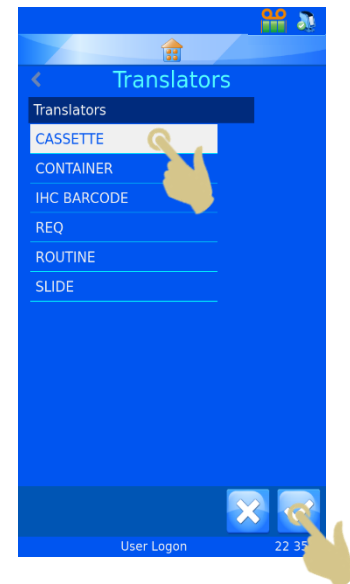 Translators
Translators
CASSETTE
CONTAINER
IHC BARCODE
REQ
ROUTINE
SLIDE
User Logon 22 35